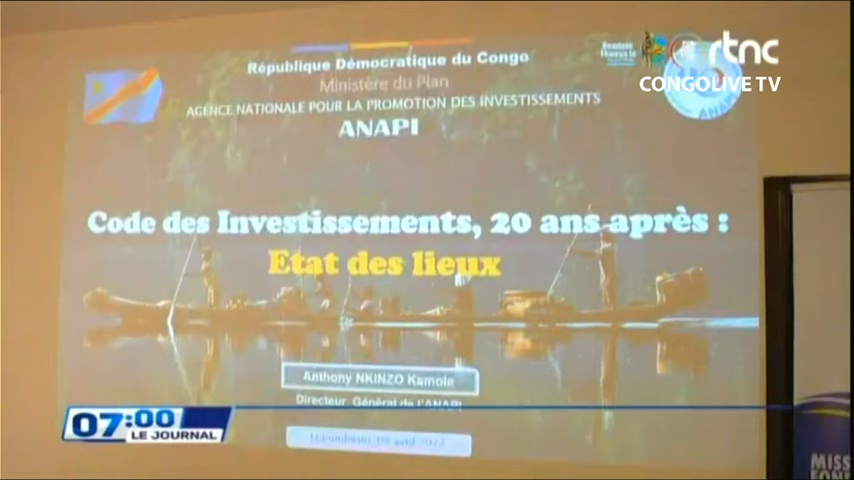 rtnc
CONGOLIVE TV
République Démocratique du Congo
Ministère du Plan
AGENCE NATIONALE POUR LA PROMOTION DES INVESTISSEMENTS
ANAPI
ANAPI
Code des Investissements, 20 ans après :
Etat des lieux
Anthony NKINZO Kamole
Directeur Général de l'ANAPI
07:00
LE JOURNAL
MISS